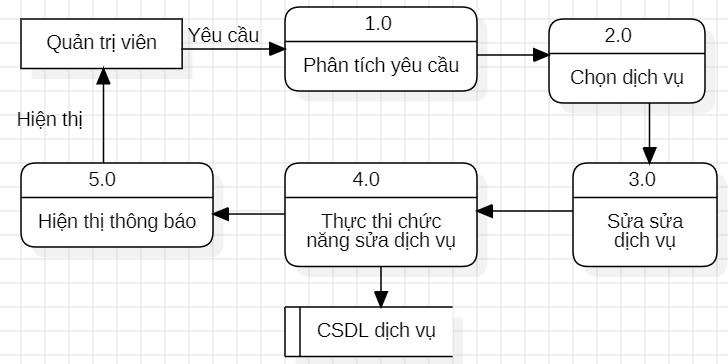 Quản trị viên
Yêu cầu
1.0
Phân tích yêu cầu
2.0
Chọn dịch vụ
Hiện thị
5.0
Hiện thị thông báo
4.0
Thực thi chức
năng sửa dịch vụ
3.0
Sửa sửa
dịch vụ
CSDL dịch vụ